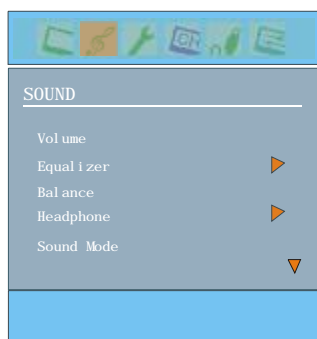 SOUND
Volume
Equalizer
Balance
Headphone
Sound Mode